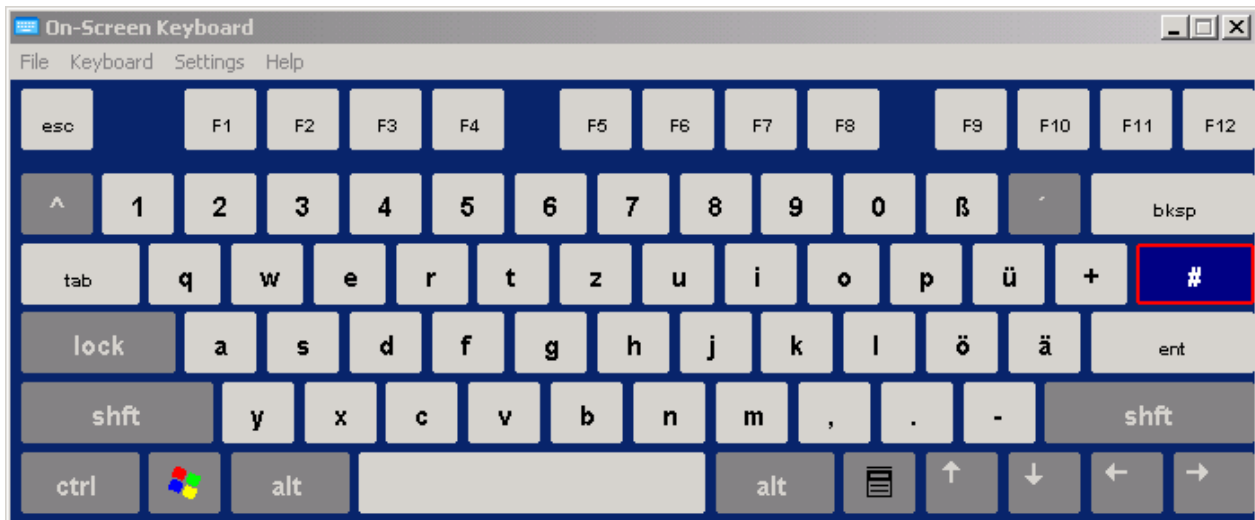 On-Screen Keyboard
File Keyboard Settings Help
esc F1 F2 F3 F4 F5 F6 F7 F8 F9 F10 F11 F12
^ 1 2 3 4 5 6 7 8 9 0 ß ´ bksp
tab q w e r t z u i o p ü + #
lock a s d f g h j k l ö ä ent
shft y x c v b n m , . - shft
ctrl alt alt ↑ ↓ ← →